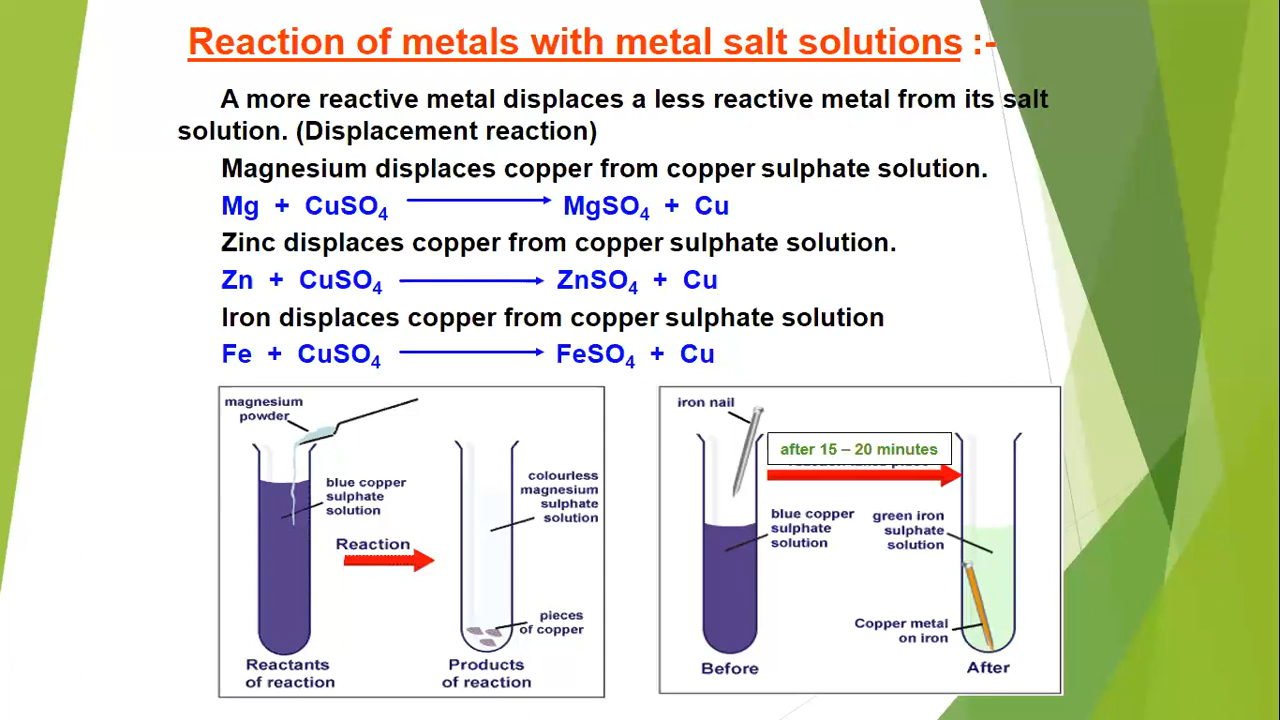 Reaction of metals with metal salt solutions :-
A more reactive metal displaces a less reactive metal from its salt
solution. (Displacement reaction)
Magnesium displaces copper from copper sulphate solution.
Mg + CuSO₄ ⟶ MgSO₄ + Cu
Zinc displaces copper from copper sulphate solution.
Zn + CuSO₄ ⟶ ZnSO₄ + Cu
Iron displaces copper from copper sulphate solution
Fe + CuSO₄ ⟶ FeSO₄ + Cu
magnesium
powder
blue copper
sulphate
solution
Reaction
colourless
magnesium
sulphate
solution
pieces
of copper
Reactants
of reaction
Products
of reaction
iron nail
after 15 – 20 minutes
blue copper
sulphate
solution
green iron
sulphate
solution
Copper metal
on iron
Before
After